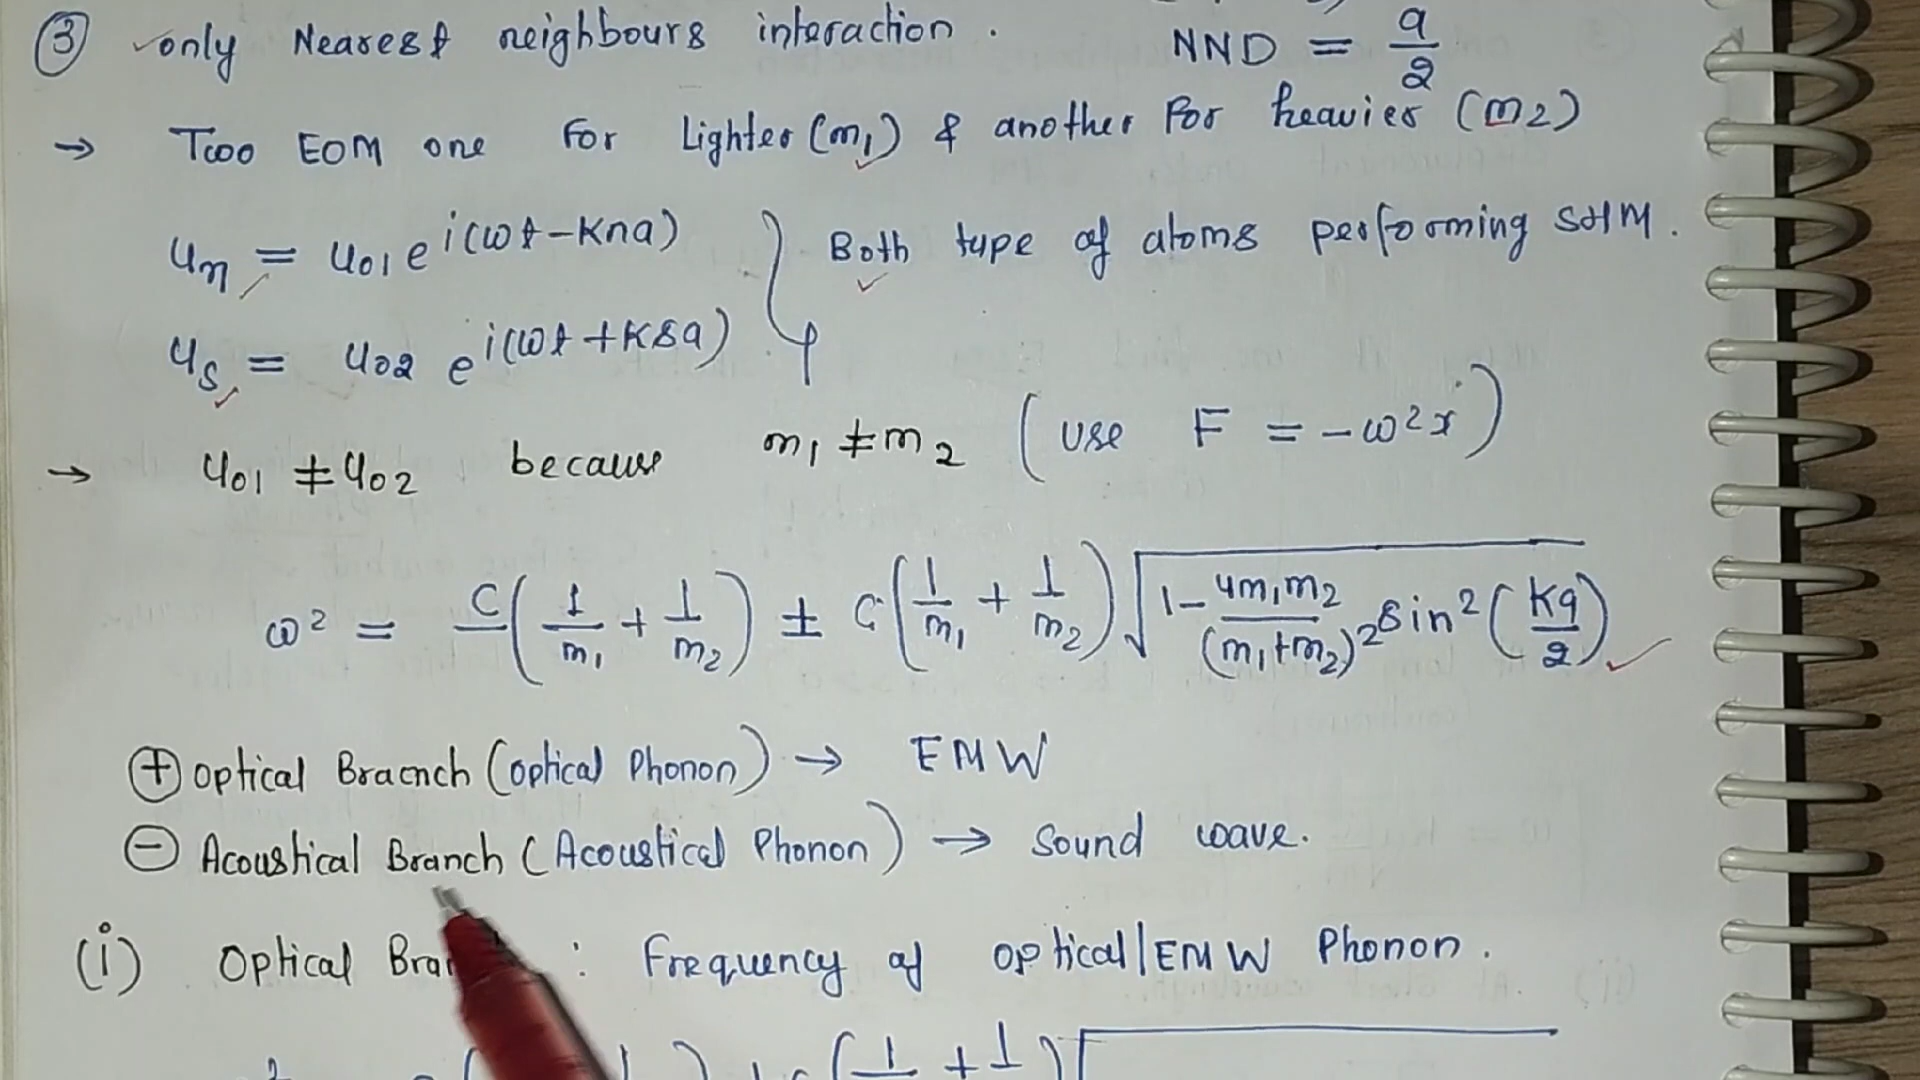 ③ only Nearest neighbours interaction. NND = a/2
→ Two EOM one for Lighter (m₁) & another for heavier (m₂)
uₙ = u₀₁ e^i(ωt-kna) } Both type of atoms performing SHM.
uₛ = u₀₂ e^i(ωt+ksa)
→ u₀₁ ≠ u₀₂ because m₁ ≠ m₂ (use F = -ω²x)
ω² = C(1/m₁ + 1/m₂) ± C(1/m₁ + 1/m₂)√(1 - 4m₁m₂/(m₁+m₂)² sin²(ka/2))
⊕ Optical Bracnch (optical Phonon) → EMW
⊖ Acoustical Branch (Acoustical Phonon) → Sound wave.
(i) Optical Bra : Frequency of optical/EMW Phonon.